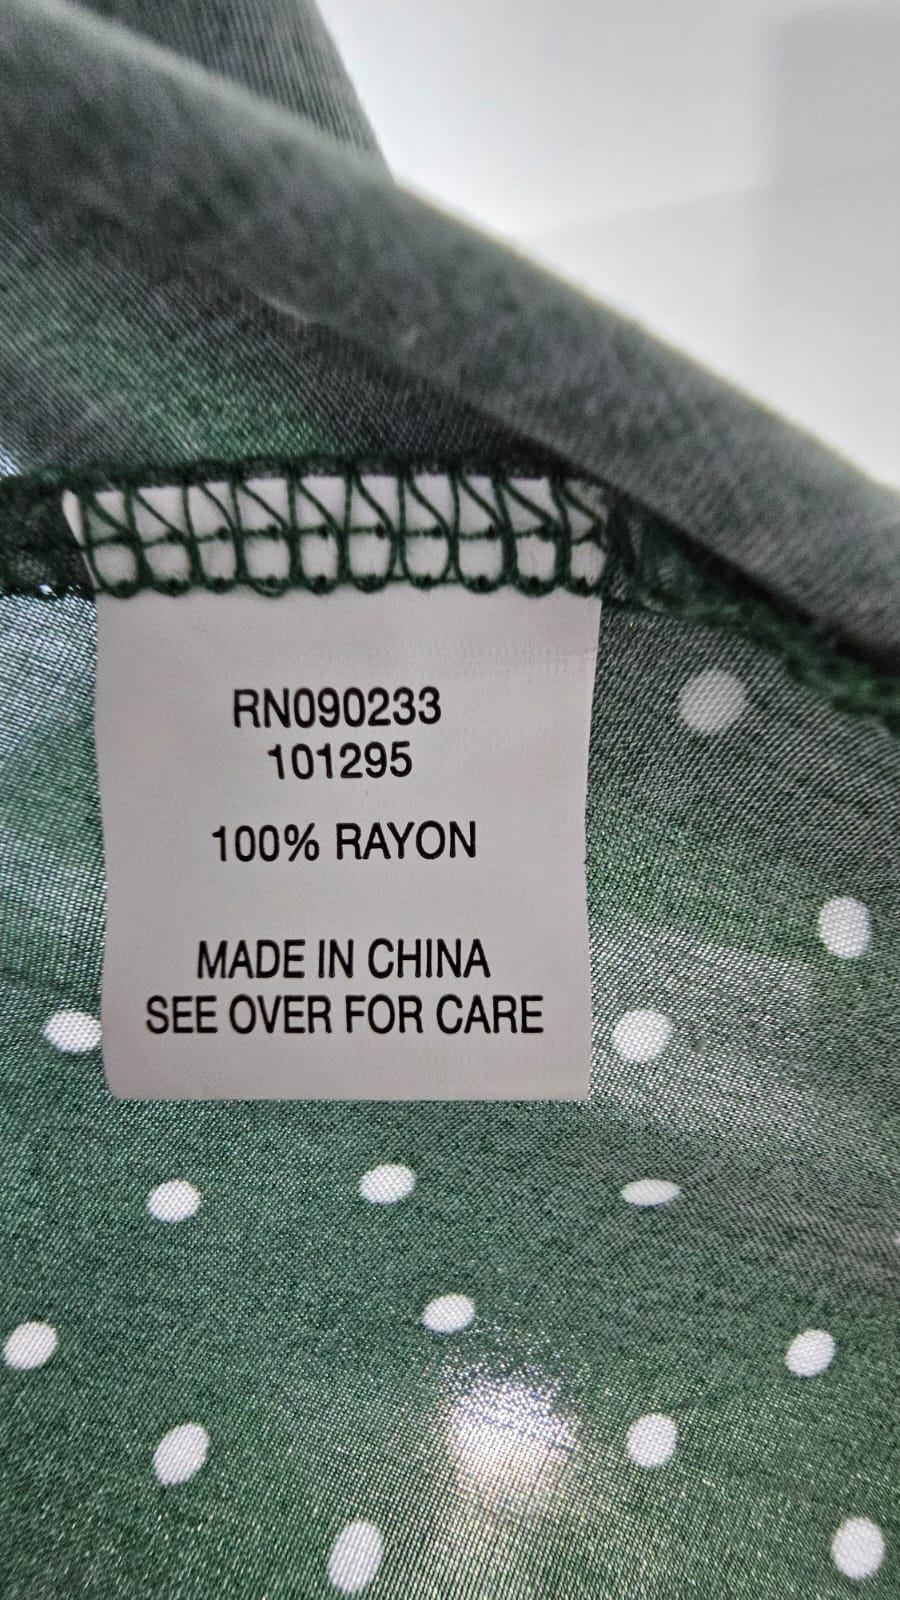 RN090233
101295
100% RAYON
MADE IN CHINA
SEE OVER FOR CARE